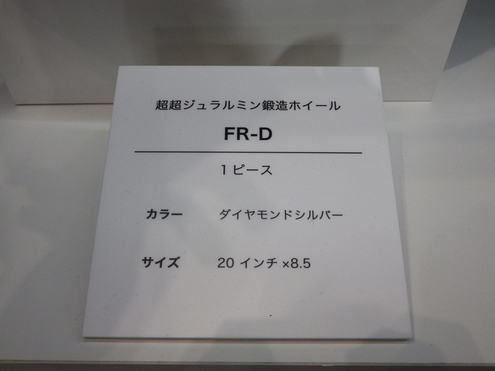 超超ジュラルミン鍛造ホイール
FR-D
1ピース
カラー ダイヤモンドシルバー
サイズ 20 インチ×8.5